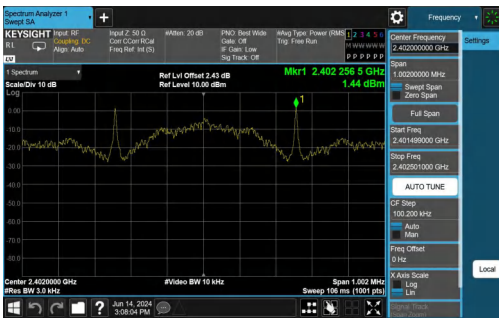 Spectrum Analyzer 1
Swept SA
+
Frequency
KEYSIGHT
RL
Input: RF
Coupling: DC
Align: Auto
Input Z: 50 Ω
Corr CCorr RCal
Freq Ref: Int (S)
#Atten: 20 dB
PNO: Best Wide
Gate: Off
IF Gain: Low
Sig Track: Off
#Avg Type: Power (RMS
Trig: Free Run
1 2 3 4 5 6
M W W W W W
P P P P P P
LXI
1 Spectrum
Scale/Div 10 dB
Log
Ref Lvl Offset 2.43 dB
Ref Level 10.00 dBm
Mkr1 2.402 256 5 GHz
1.44 dBm
1
0.00
-10.0
-20.0
-30.0
-40.0
-50.0
-60.0
-70.0
-80.0
Center 2.4020000 GHz
#Res BW 3.0 kHz
#Video BW 10 kHz
Span 1.002 MHz
Sweep 106 ms (1001 pts)
?
Jun 14, 2024
3:08:04 PM
Center Frequency
2.402000000 GHz
Span
1.00200000 MHz
Swept Span
Zero Span
Full Span
Start Freq
2.401499000 GHz
Stop Freq
2.402501000 GHz
AUTO TUNE
CF Step
100.200 kHz
Auto
Man
Freq Offset
0 Hz
X Axis Scale
Log
Lin
Signal Track
Settings
Local